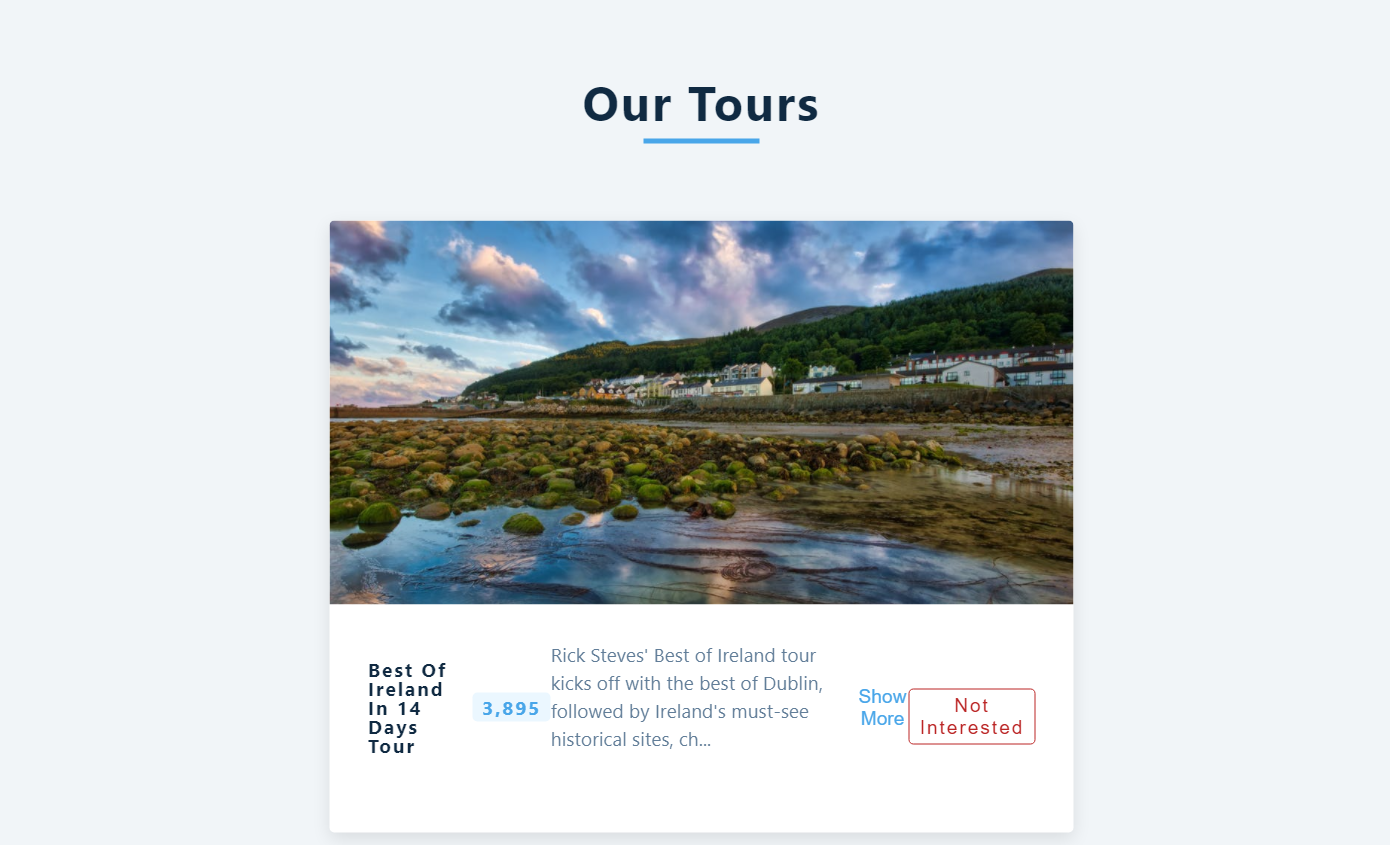 Our Tours
Best Of
Ireland
In 14
Days
Tour
3,895
Rick Steves' Best of Ireland tour
kicks off with the best of Dublin,
followed by Ireland's must-see
historical sites, ch...
Show
More
Not
Interested